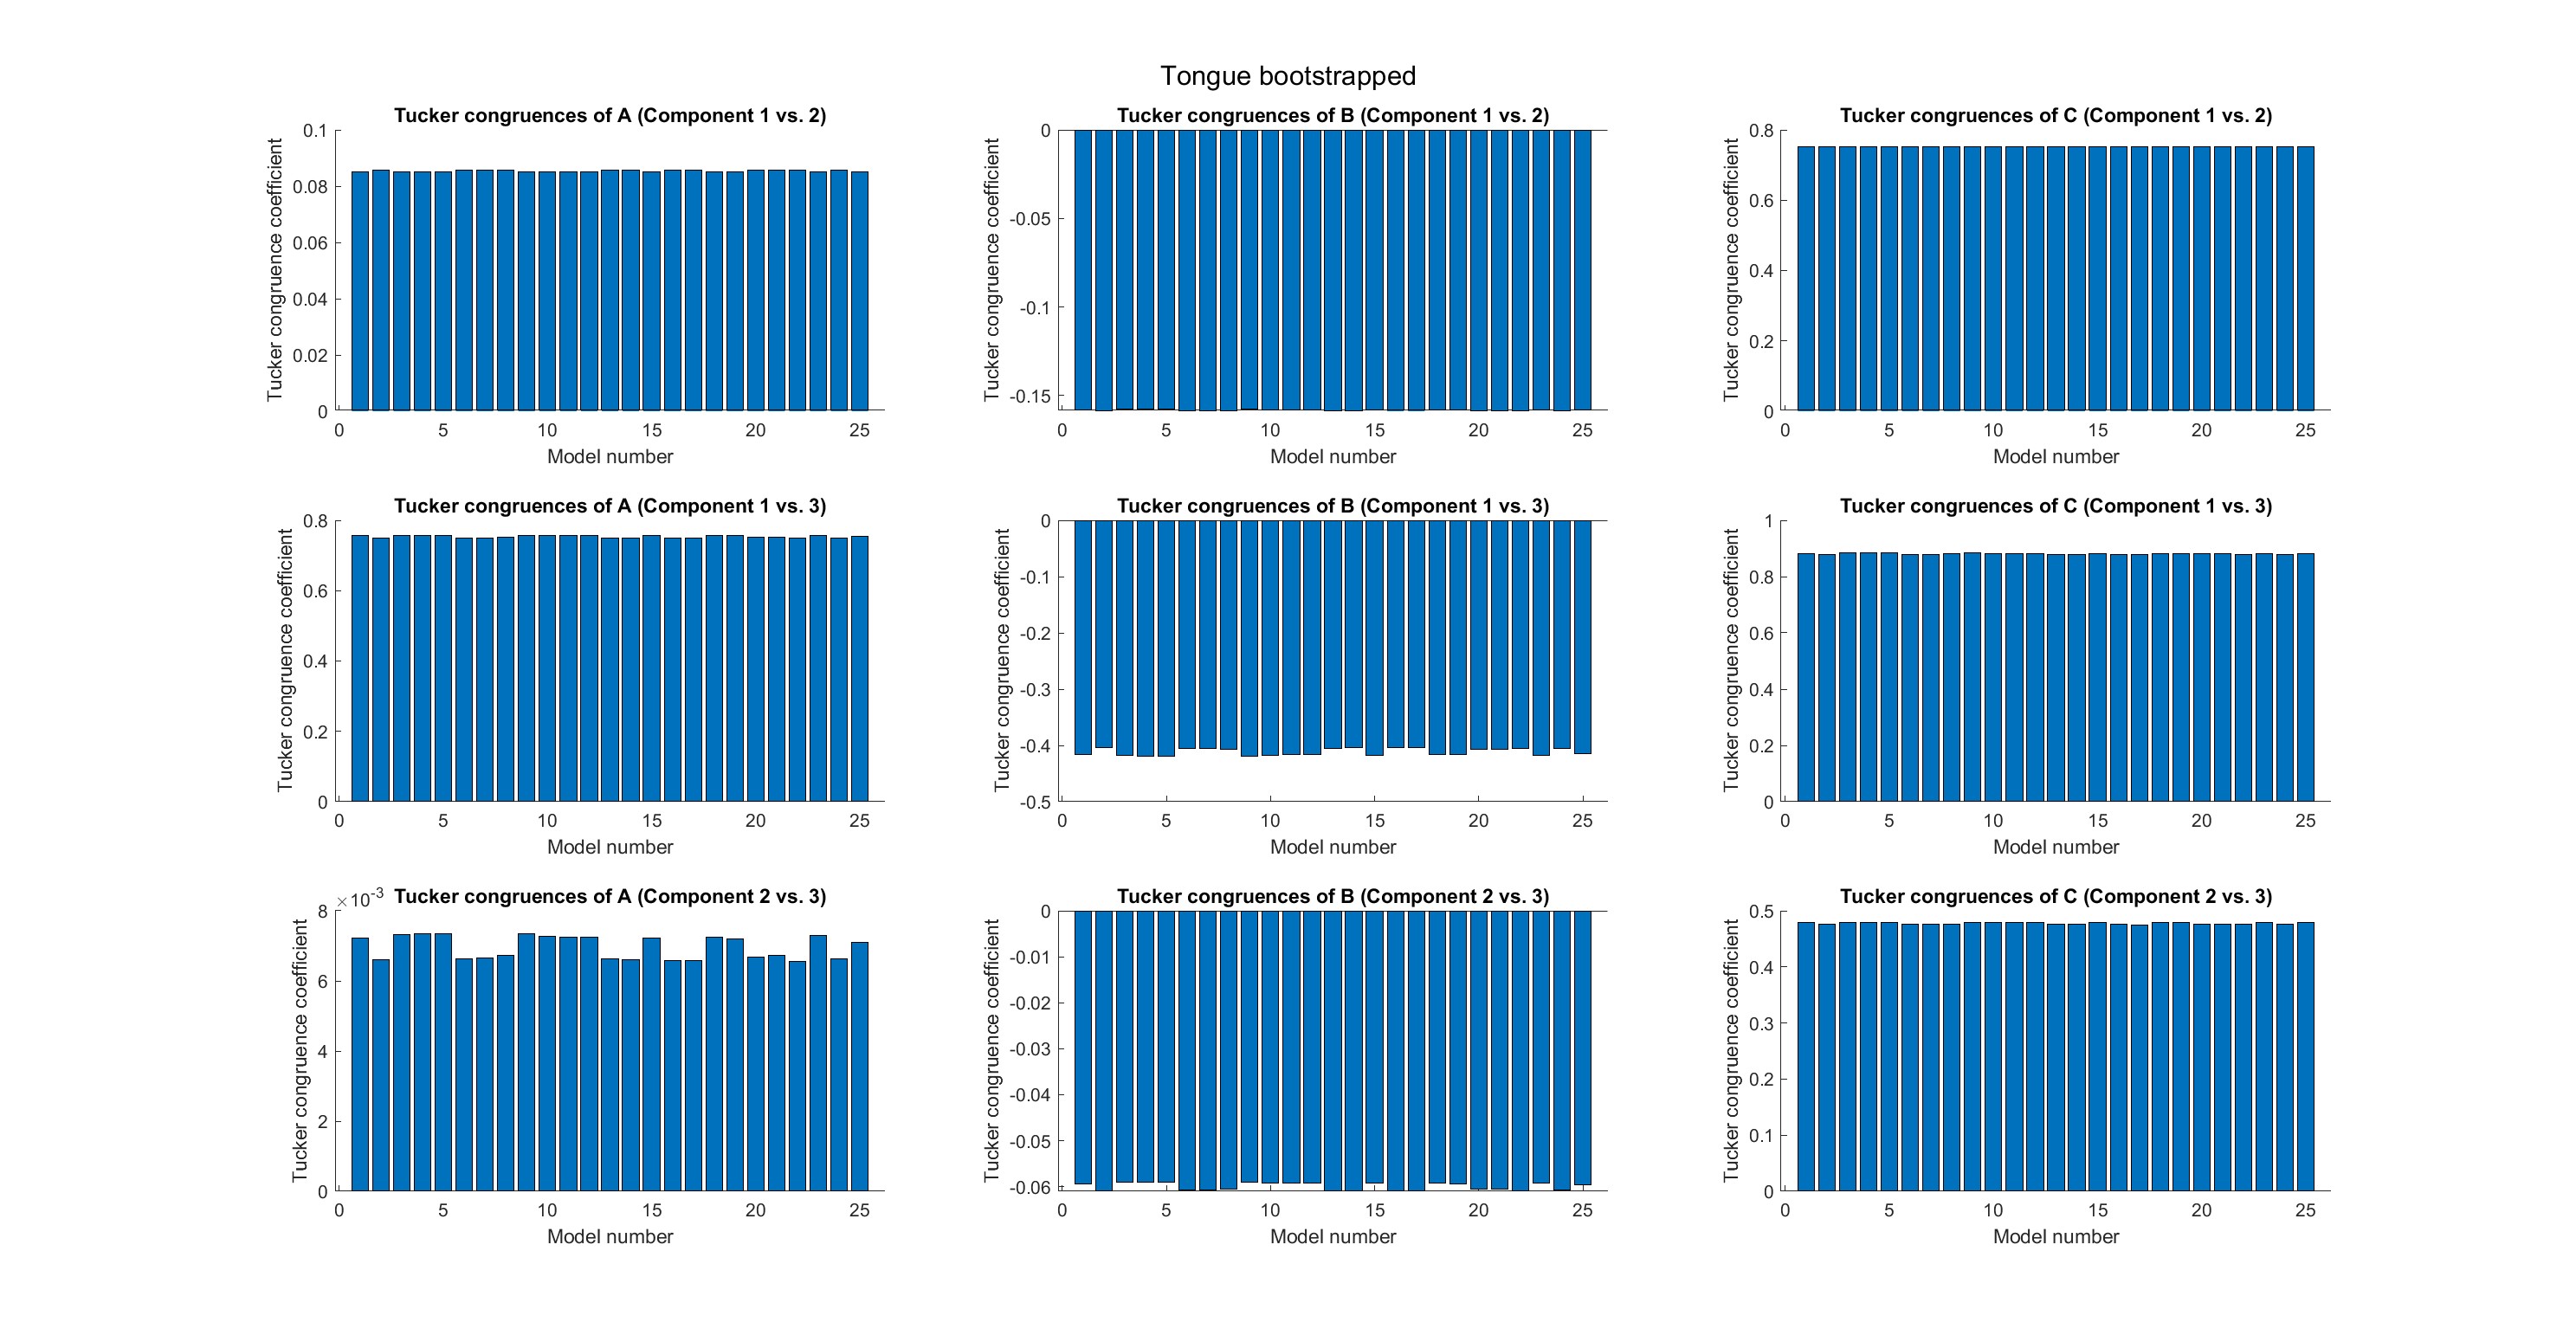 Tongue bootstrapped
Tucker congruences of A (Component 1 vs. 2)
Tucker congruence coefficient
0.1
0.08
0.06
0.04
0.02
0
0 5 10 15 20 25
Model number
Tucker congruences of B (Component 1 vs. 2)
Tucker congruence coefficient
0
-0.05
-0.1
-0.15
0 5 10 15 20 25
Model number
Tucker congruences of C (Component 1 vs. 2)
Tucker congruence coefficient
0.8
0.6
0.4
0.2
0
0 5 10 15 20 25
Model number
Tucker congruences of A (Component 1 vs. 3)
Tucker congruence coefficient
0.8
0.6
0.4
0.2
0
0 5 10 15 20 25
Model number
Tucker congruences of B (Component 1 vs. 3)
Tucker congruence coefficient
0
-0.1
-0.2
-0.3
-0.4
-0.5
0 5 10 15 20 25
Model number
Tucker congruences of C (Component 1 vs. 3)
Tucker congruence coefficient
1
0.8
0.6
0.4
0.2
0
0 5 10 15 20 25
Model number
Tucker congruences of A (Component 2 vs. 3)
Tucker congruence coefficient
×10-3
8
6
4
2
0
0 5 10 15 20 25
Model number
Tucker congruences of B (Component 2 vs. 3)
Tucker congruence coefficient
0
-0.01
-0.02
-0.03
-0.04
-0.05
-0.06
0 5 10 15 20 25
Model number
Tucker congruences of C (Component 2 vs. 3)
Tucker congruence coefficient
0.5
0.4
0.3
0.2
0.1
0
0 5 10 15 20 25
Model number